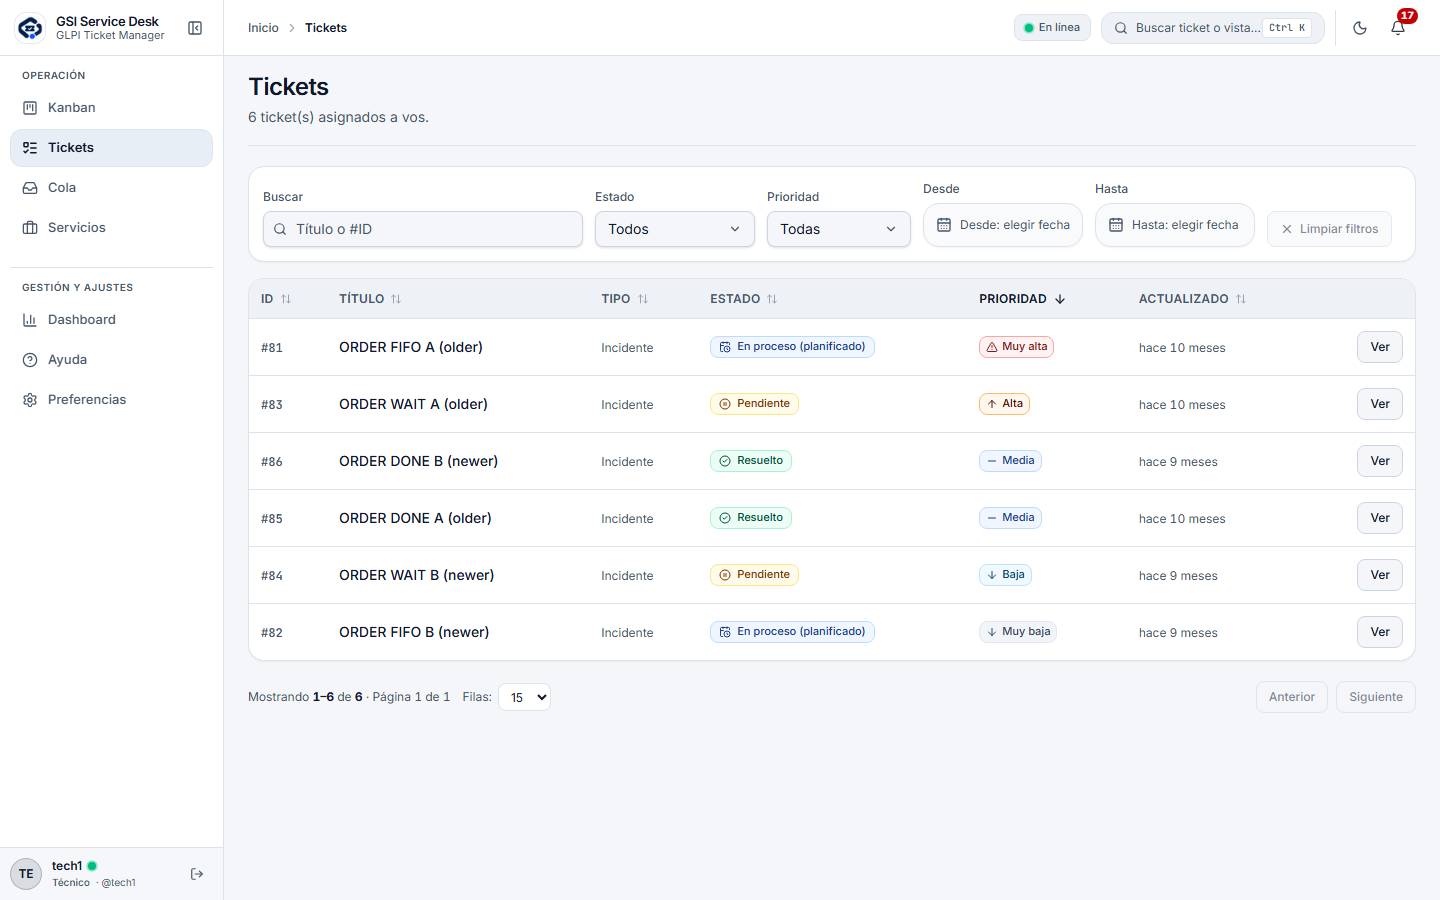 GSI Service Desk
GLPI Ticket Manager
Inicio > Tickets
En línea
Buscar ticket o vista... Ctrl K
17
OPERACIÓN
Kanban
Tickets
Cola
Servicios
GESTIÓN Y AJUSTES
Dashboard
Ayuda
Preferencias
Tickets
6 ticket(s) asignados a vos.
Buscar
Título o #ID
Estado
Todos
Prioridad
Todas
Desde
Desde: elegir fecha
Hasta
Hasta: elegir fecha
Limpiar filtros
ID TÍTULO TIPO ESTADO PRIORIDAD ACTUALIZADO
#81 ORDER FIFO A (older) Incidente En proceso (planificado) Muy alta hace 10 meses Ver
#83 ORDER WAIT A (older) Incidente Pendiente Alta hace 10 meses Ver
#86 ORDER DONE B (newer) Incidente Resuelto Media hace 9 meses Ver
#85 ORDER DONE A (older) Incidente Resuelto Media hace 10 meses Ver
#84 ORDER WAIT B (newer) Incidente Pendiente Baja hace 9 meses Ver
#82 ORDER FIFO B (newer) Incidente En proceso (planificado) Muy baja hace 9 meses Ver
Mostrando 1–6 de 6 · Página 1 de 1 Filas: 15
Anterior Siguiente
TE
tech1
Técnico · @tech1